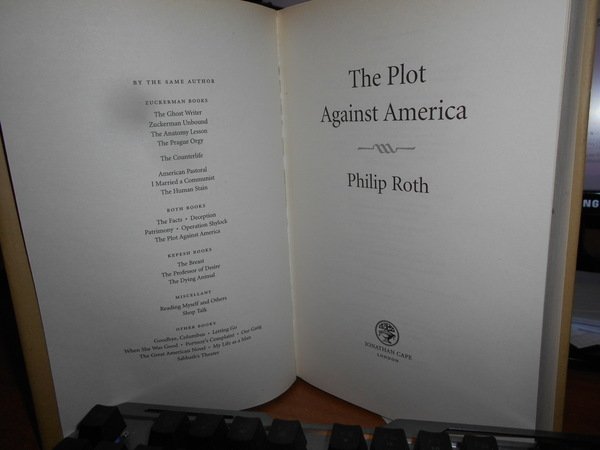 BY THE SAME AUTHOR
ZUCKERMAN BOOKS
The Ghost Writer
Zuckerman Unbound
The Anatomy Lesson
The Prague Orgy
The Counterlife
American Pastoral
I Married a Communist
The Human Stain
ROTH BOOKS
The Facts • Deception
Patrimony • Operation Shylock
The Plot Against America
KEPESH BOOKS
The Breast
The Professor of Desire
The Dying Animal
MISCELLANY
Reading Myself and Others
Shop Talk
OTHER BOOKS
Goodbye, Columbus • Letting Go
When She Was Good • Portnoy's Complaint • Our Gang
The Great American Novel • My Life as a Man
Sabbath's Theater
The Plot
Against America
Philip Roth
JONATHAN CAPE
LONDON
NG